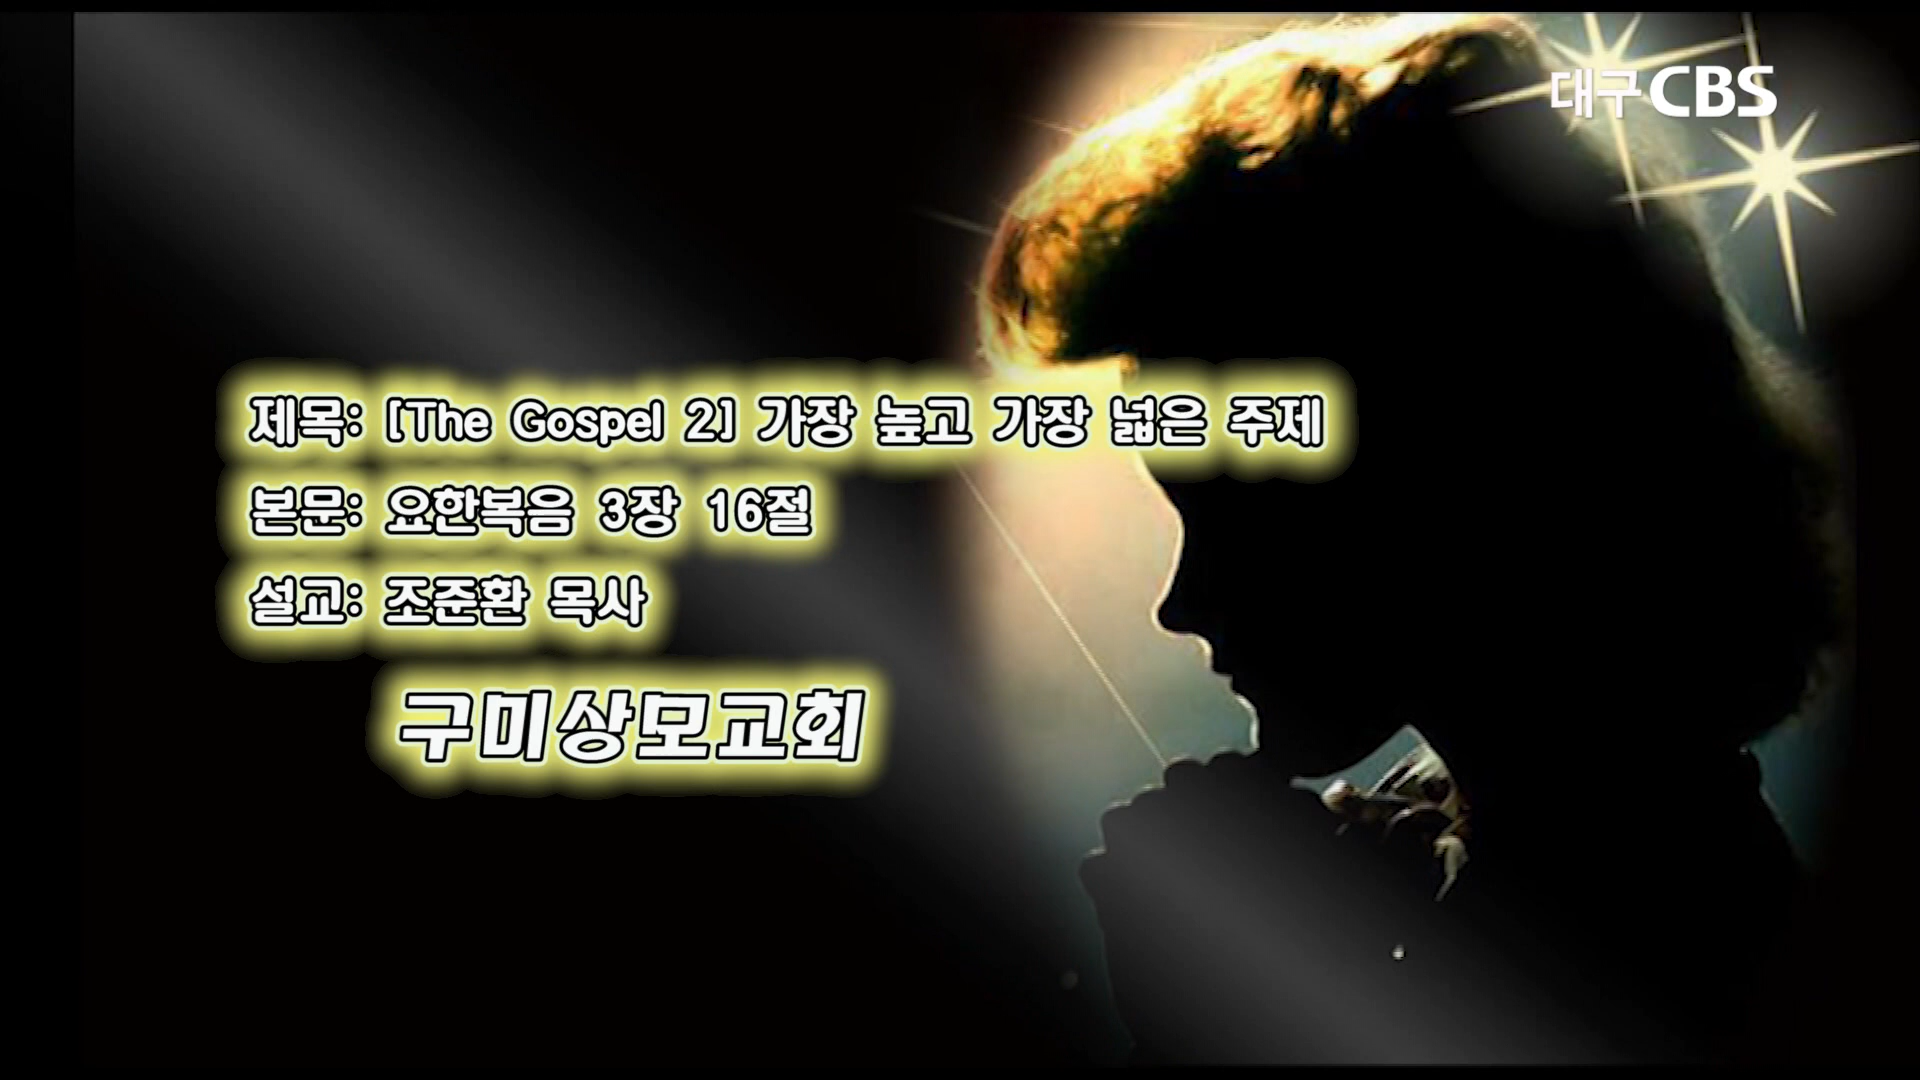 대구CBS
제목: [The Gospel 2] 가장 높고 가장 넓은 주제
본문: 요한복음 3장 16절
설교: 조준환 목사
구미상모교회